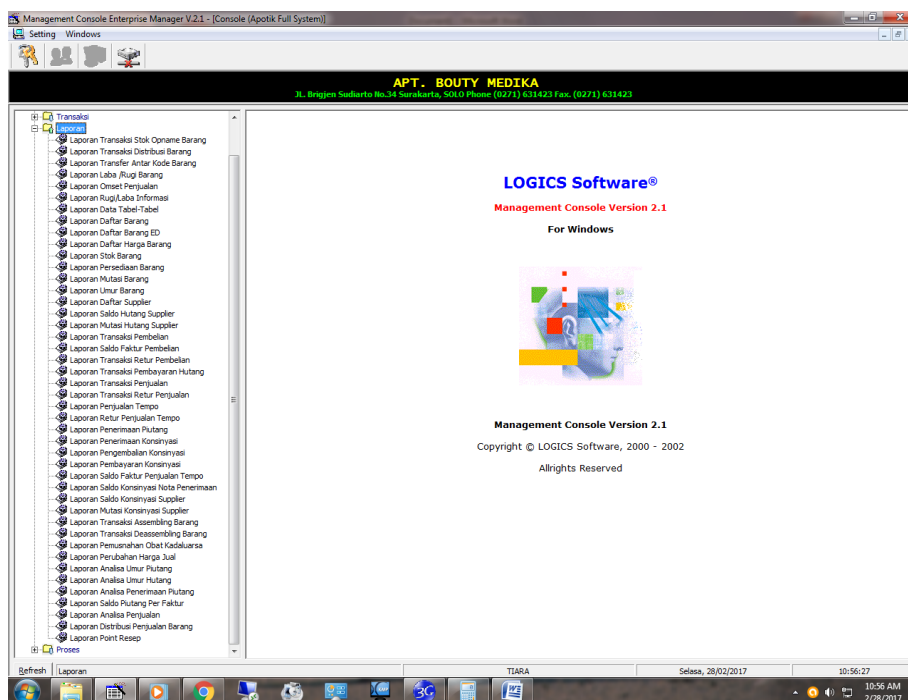 Management Console Enterprise Manager V.2.1 - [Console (Apotik Full System)]
Setting Windows
APT. BOUTY MEDIKA
JL. Brigjen Sudiarto No.34 Surakarta, SOLO Phone (0271) 631423 Fax. (0271) 631423
Transaksi
Laporan
Laporan Transaksi Stok Opname Barang
Laporan Transaksi Distribusi Barang
Laporan Transfer Antar Kode Barang
Laporan Laba /Rugi Barang
Laporan Omset Penjualan
Laporan Rugi/Laba Informasi
Laporan Data Tabel-Tabel
Laporan Daftar Barang
Laporan Daftar Barang ED
Laporan Daftar Harga Barang
Laporan Stok Barang
Laporan Persediaan Barang
Laporan Mutasi Barang
Laporan Umur Barang
Laporan Daftar Supplier
Laporan Saldo Hutang Supplier
Laporan Mutasi Hutang Supplier
Laporan Transaksi Pembelian
Laporan Saldo Faktur Pembelian
Laporan Transaksi Retur Pembelian
Laporan Transaksi Pembayaran Hutang
Laporan Transaksi Penjualan
Laporan Transaksi Retur Penjualan
Laporan Penjualan Tempo
Laporan Retur Penjualan Tempo
Laporan Penerimaan Piutang
Laporan Penerimaan Konsinyasi
Laporan Pengembalian Konsinyasi
Laporan Pembayaran Konsinyasi
Laporan Saldo Faktur Penjualan Tempo
Laporan Saldo Konsinyasi Nota Penerimaan
Laporan Saldo Konsinyasi Supplier
Laporan Mutasi Konsinyasi Supplier
Laporan Transaksi Assembling Barang
Laporan Transaksi Deassembling Barang
Laporan Pemusnahan Obat Kadaluarsa
Laporan Perubahan Harga Jual
Laporan Analisa Umur Piutang
Laporan Analisa Umur Hutang
Laporan Analisa Penerimaan Piutang
Laporan Saldo Piutang Per Faktur
Laporan Analisa Penjualan
Laporan Distribusi Penjualan Barang
Laporan Point Resep
Proses
LOGICS Software®
Management Console Version 2.1
For Windows
Management Console Version 2.1
Copyright © LOGICS Software, 2000 - 2002
Allrights Reserved
Refresh Laporan TIARA Selasa, 28/02/2017 10:56:27
3G
10:56 AM
2/28/2017